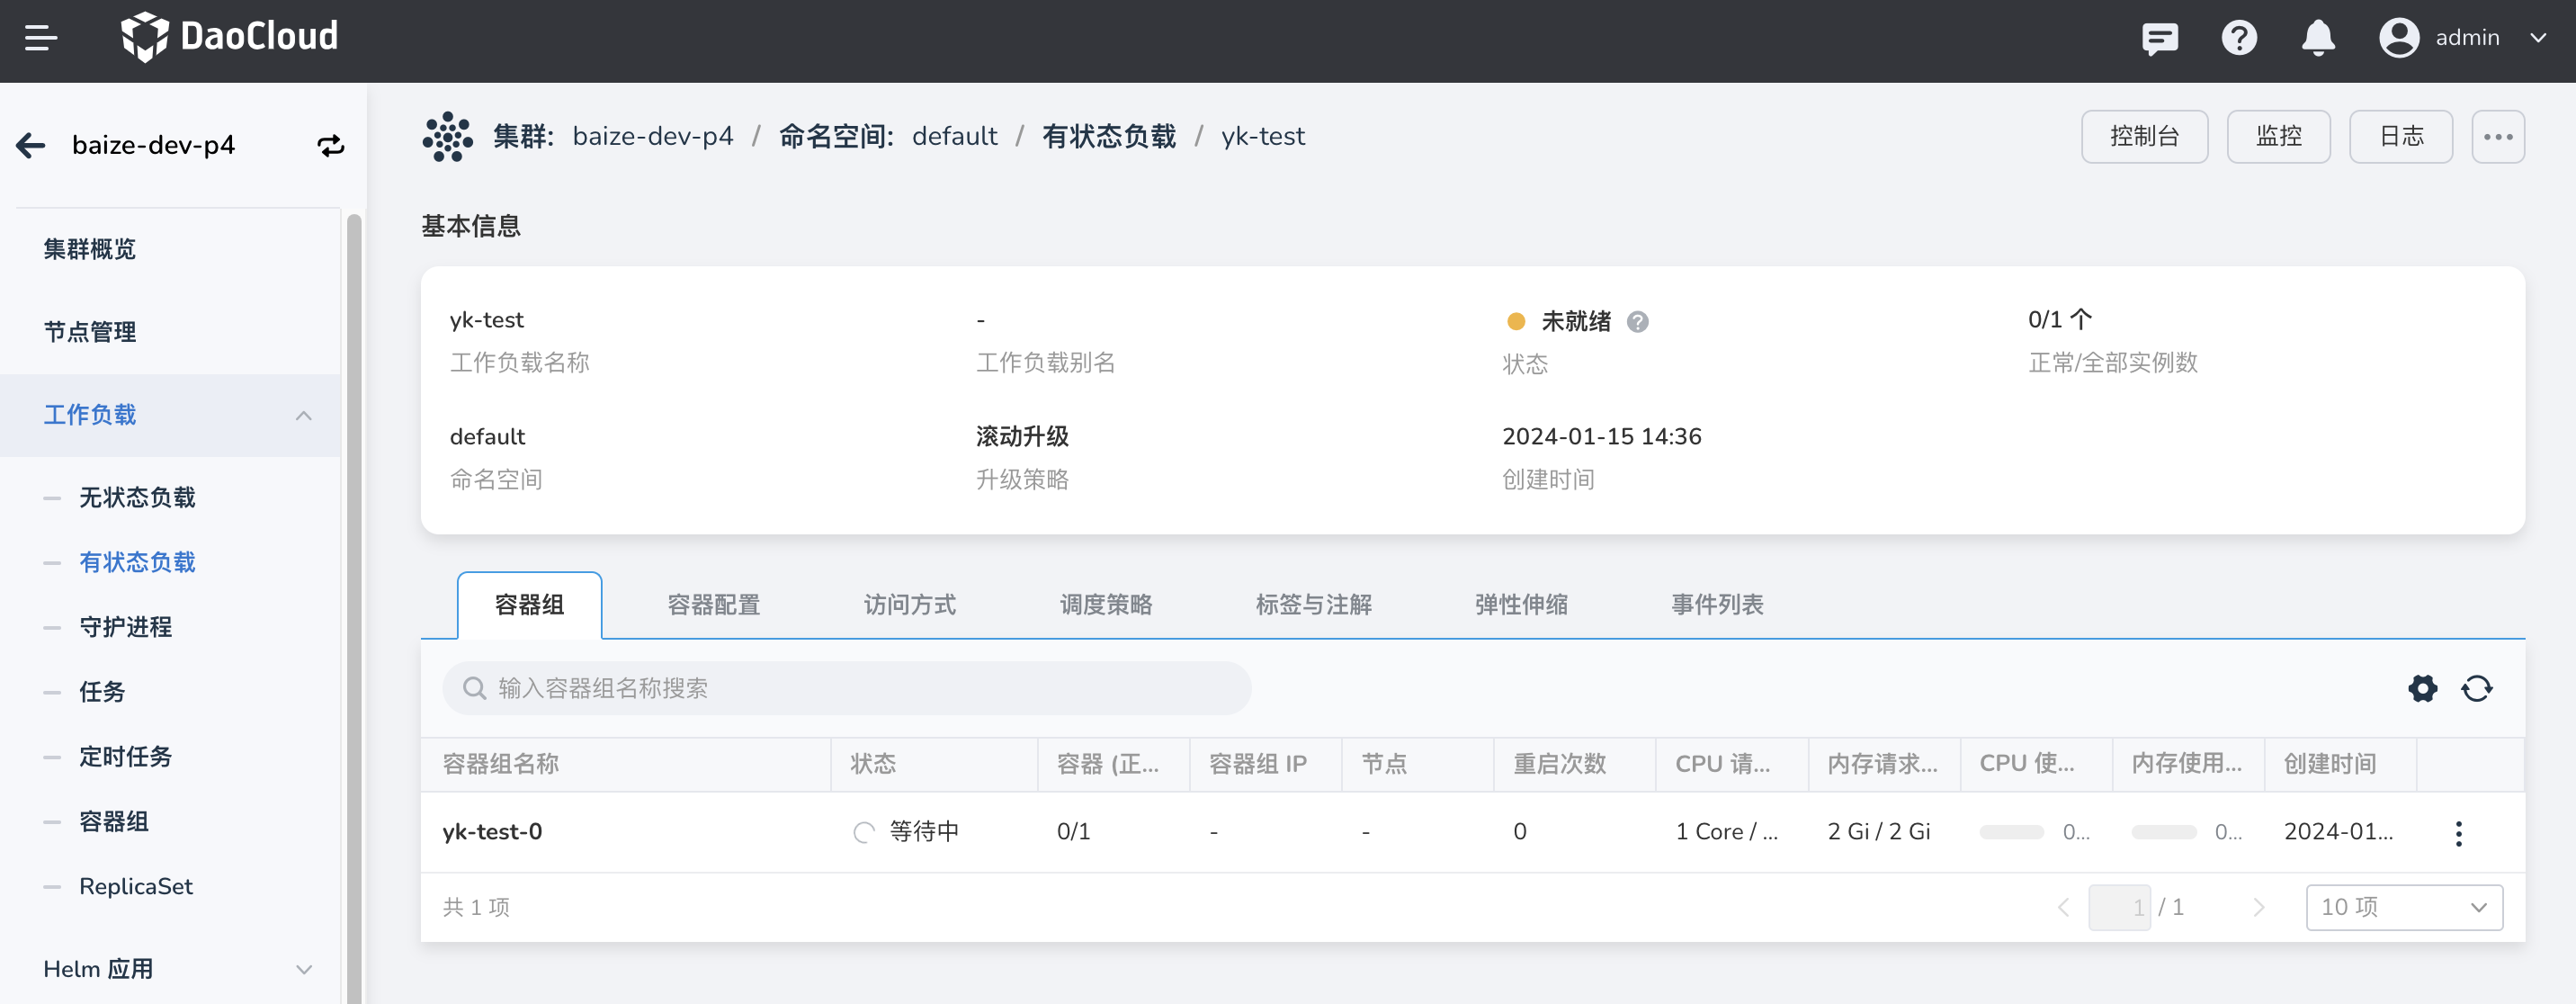 DaoCloud
admin
baize-dev-p4
集群: baize-dev-p4 / 命名空间: default / 有状态负载 / yk-test
控制台
监控
日志
集群概览
节点管理
工作负载
无状态负载
有状态负载
守护进程
任务
定时任务
容器组
ReplicaSet
Helm 应用
基本信息
yk-test
工作负载名称
-
工作负载别名
未就绪
状态
0/1 个
正常/全部实例数
default
命名空间
滚动升级
升级策略
2024-01-15 14:36
创建时间
容器组 容器配置 访问方式 调度策略 标签与注解 弹性伸缩 事件列表
输入容器组名称搜索
容器组名称 状态 容器 (正... 容器组 IP 节点 重启次数 CPU 请... 内存请求... CPU 使... 内存使用... 创建时间
yk-test-0 等待中 0/1 - - 0 1 Core / ... 2 Gi / 2 Gi 0... 0... 2024-01...
共 1 项
1 / 1
10 项